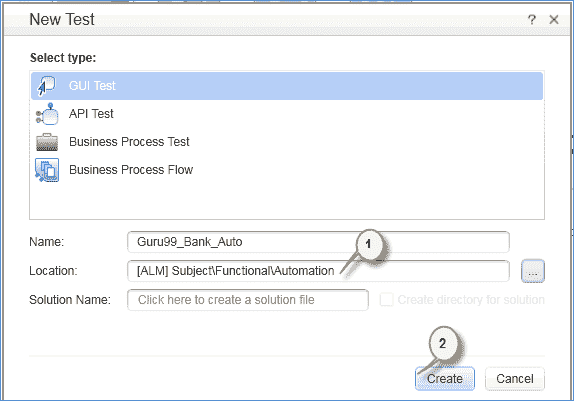 New Test
? ×
Select type:
GUI Test
API Test
Business Process Test
Business Process Flow
Name: Guru99_Bank_Auto
1
Location: [ALM] Subject\Functional\Automation ...
Solution Name: Click here to create a solution file Create directory for solution
2
Create Cancel